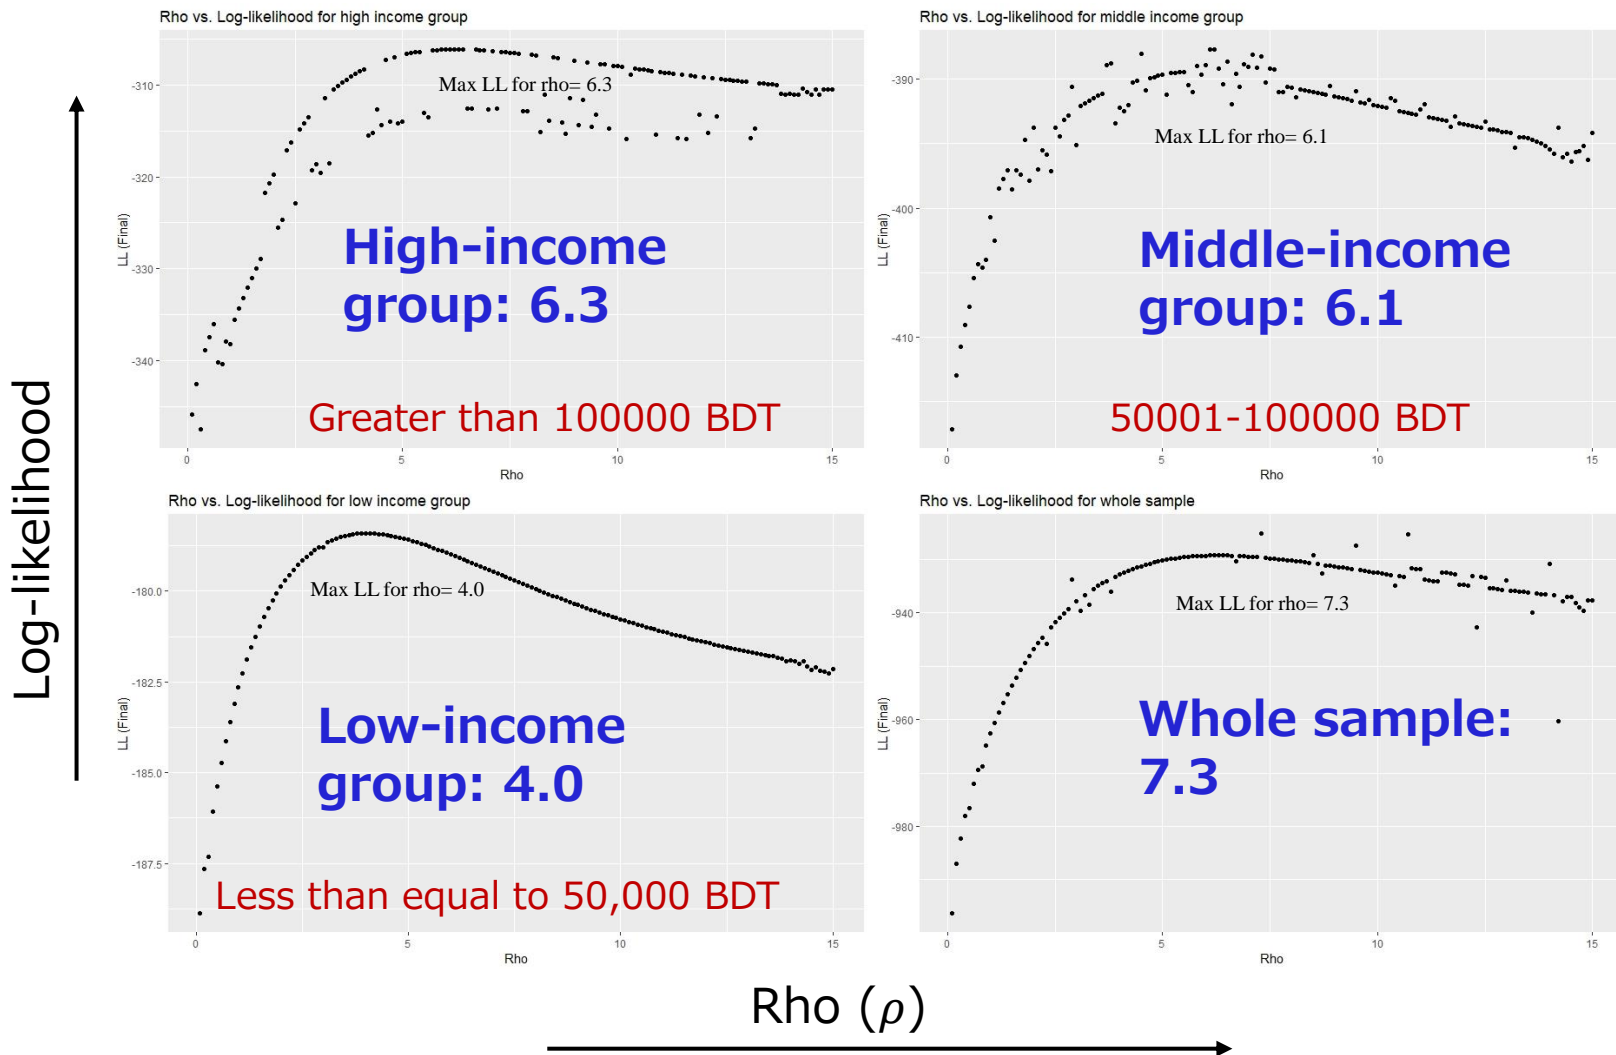 Log-likelihood
Rho vs. Log-likelihood for high income group
-310
-320
-330
-340
LL (Final)
Max LL for rho= 6.3
High-income
group: 6.3
Greater than 100000 BDT
0
5
10
15
Rho
Rho vs. Log-likelihood for middle income group
-390
-400
-410
LL (Final)
Max LL for rho= 6.1
Middle-income
group: 6.1
50001-100000 BDT
0
5
10
15
Rho
Rho vs. Log-likelihood for low income group
-180.0
-182.5
-185.0
-187.5
LL (Final)
Max LL for rho= 4.0
Low-income
group: 4.0
Less than equal to 50,000 BDT
0
5
10
15
Rho
Rho vs. Log-likelihood for whole sample
-940
-960
-980
LL (Final)
Max LL for rho= 7.3
Whole sample:
7.3
0
5
10
15
Rho
Rho (ρ)